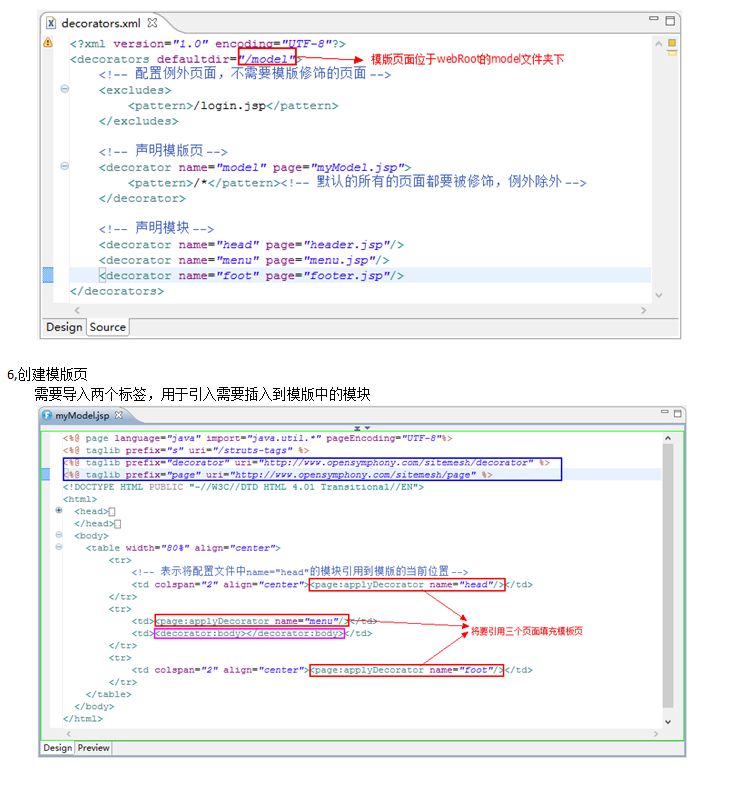 decorators.xml
<?xml version="1.0" encoding="UTF-8"?>
<decorators defaultdir="/model">
模版页面位于webRoot的model文件夹下
<!-- 配置例外页面，不需要模版修饰的页面 -->
<excludes>
<pattern>/login.jsp</pattern>
</excludes>
<!-- 声明模版页 -->
<decorator name="model" page="myModel.jsp">
<pattern>/*</pattern><!-- 默认的所有的页面都要被修饰，例外除外 -->
</decorator>
<!-- 声明模块 -->
<decorator name="head" page="header.jsp"/>
<decorator name="menu" page="menu.jsp"/>
<decorator name="foot" page="footer.jsp"/>
</decorators>
Design Source
6,创建模版页
需要导入两个标签，用于引入需要插入到模版中的模块
myModel.jsp
<%@ page language="java" import="java.util.*" pageEncoding="UTF-8"%>
<%@ taglib prefix="s" uri="/struts-tags" %>
<%@ taglib prefix="decorator" uri="http://www.opensymphony.com/sitemesh/decorator" %>
<%@ taglib prefix="page" uri="http://www.opensymphony.com/sitemesh/page" %>
<!DOCTYPE HTML PUBLIC "-//W3C//DTD HTML 4.01 Transitional//EN">
<html>
<head>
</head>
<body>
<table width="80%" align="center">
<tr>
<!-- 表示将配置文件中name="head"的模块引用到模版的当前位置 -->
<td colspan="2" align="center"><page:applyDecorator name="head"/></td>
</tr>
<tr>
<td><page:applyDecorator name="menu"/></td>
<td><decorator:body></decorator:body></td>
将要引用三个页面填充模板页
</tr>
<tr>
<td colspan="2" align="center"><page:applyDecorator name="foot"/></td>
</tr>
</table>
</body>
</html>
Design Preview